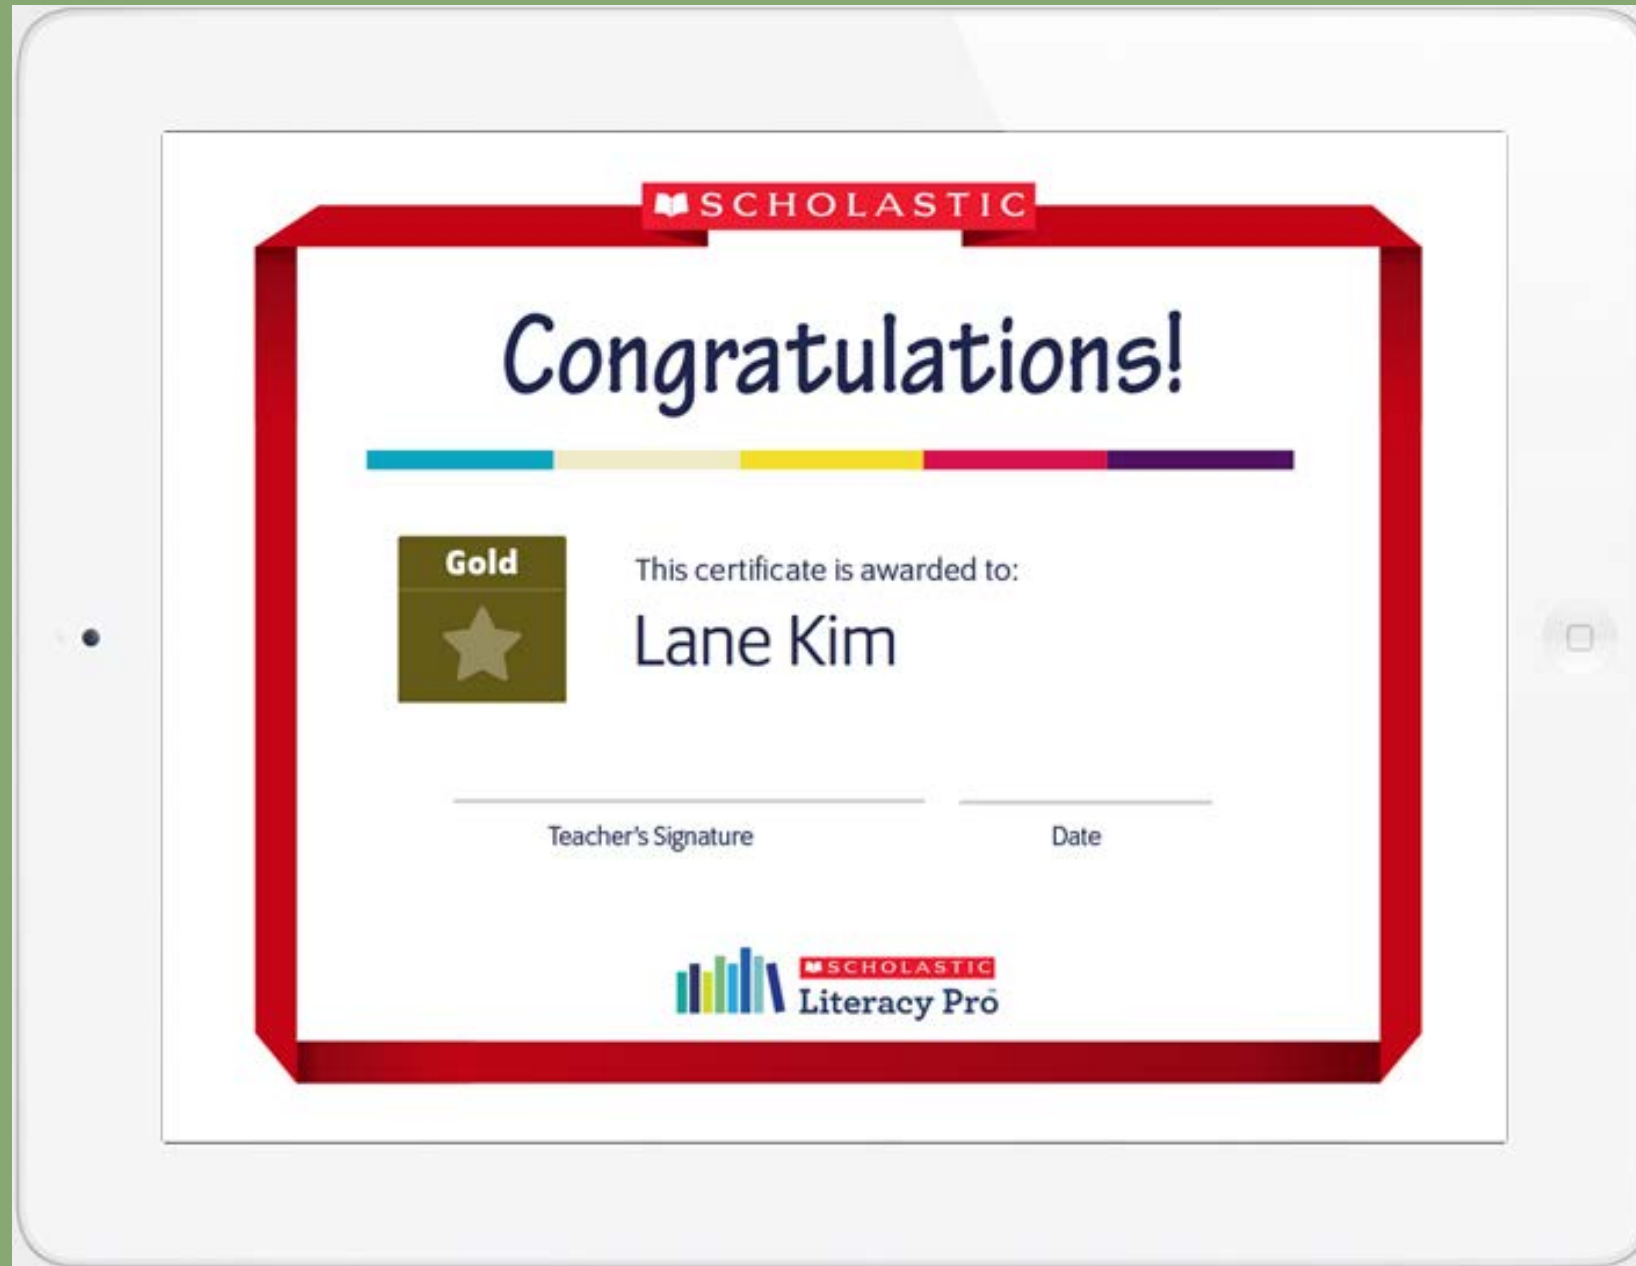 SCHOLASTIC
Congratulations!
Gold
This certificate is awarded to:
Lane Kim
Teacher's Signature
Date
SCHOLASTIC
Literacy Pro